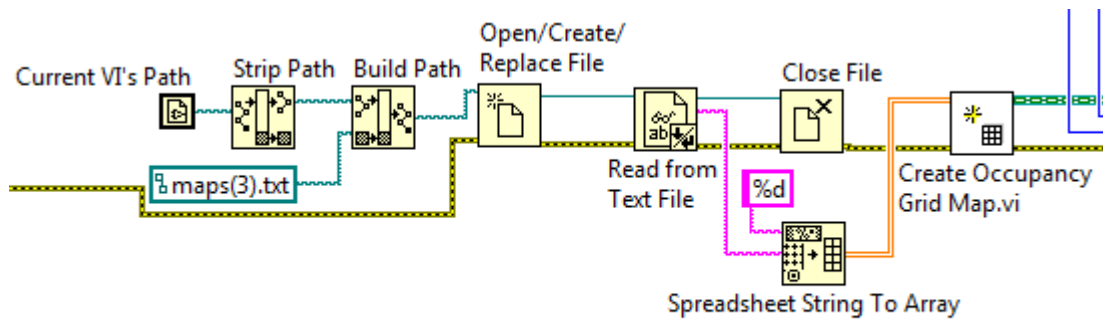 Open/Create/
Replace File
Current VI's Path
Strip Path
Build Path
Close File
maps(3).txt
ab
Read from
Text File
%d
Create Occupancy
Grid Map.vi
Spreadsheet String To Array